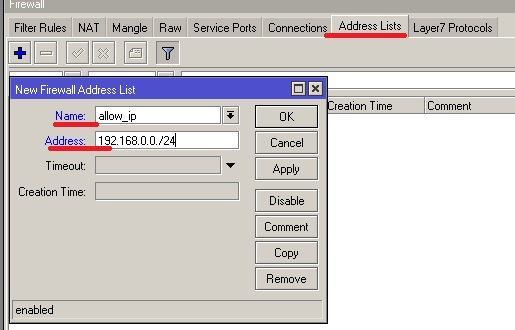 Firewall
Filter Rules NAT Mangle Raw Service Ports Connections Address Lists Layer7 Protocols
New Firewall Address List
Creation Time Comment
Name: allow_ip OK
Address: 192.168.0.0./24 Cancel
Timeout: Apply
Creation Time:
Disable
Comment
Copy
Remove
enabled